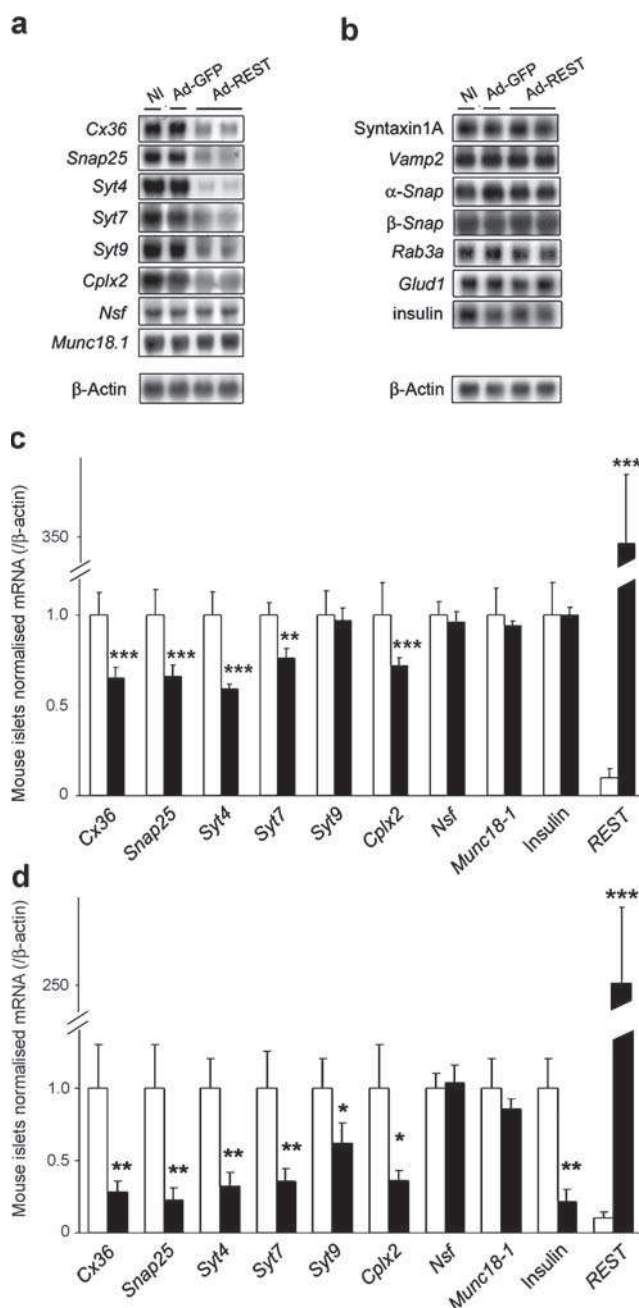 a
NI Ad-GFP Ad-REST
Cx36
Snap25
Syt4
Syt7
Syt9
Cplx2
Nsf
Munc18.1
β-Actin
b
NI Ad-GFP Ad-REST
Syntaxin1A
Vamp2
α-Snap
β-Snap
Rab3a
Glud1
insulin
β-Actin
c
Mouse islets normalised mRNA (/β-actin)
350
1.0
0.5
0
*** *** *** ** *** ***
Cx36 Snap25 Syt4 Syt7 Syt9 Cplx2 Nsf Munc18-1 Insulin REST
d
Mouse islets normalised mRNA (/β-actin)
250
1.0
0.5
0
** ** ** ** * * ** ***
Cx36 Snap25 Syt4 Syt7 Syt9 Cplx2 Nsf Munc18-1 Insulin REST